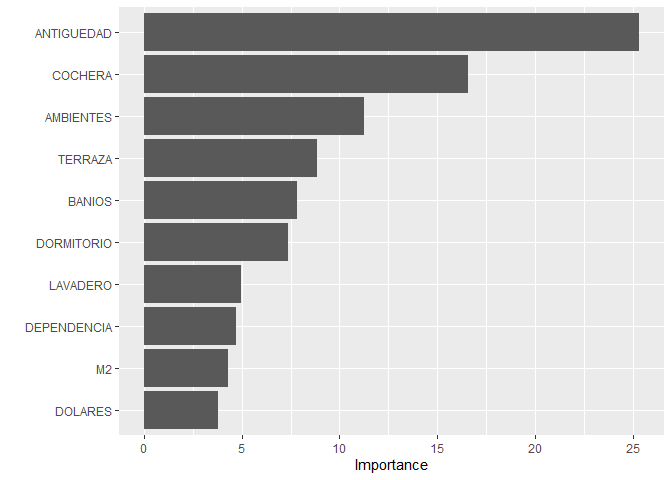 ANTIGUEDAD
COCHERA
AMBIENTES
TERRAZA
BANIOS
DORMITORIO
LAVADERO
DEPENDENCIA
M2
DOLARES
0 5 10 15 20 25
Importance